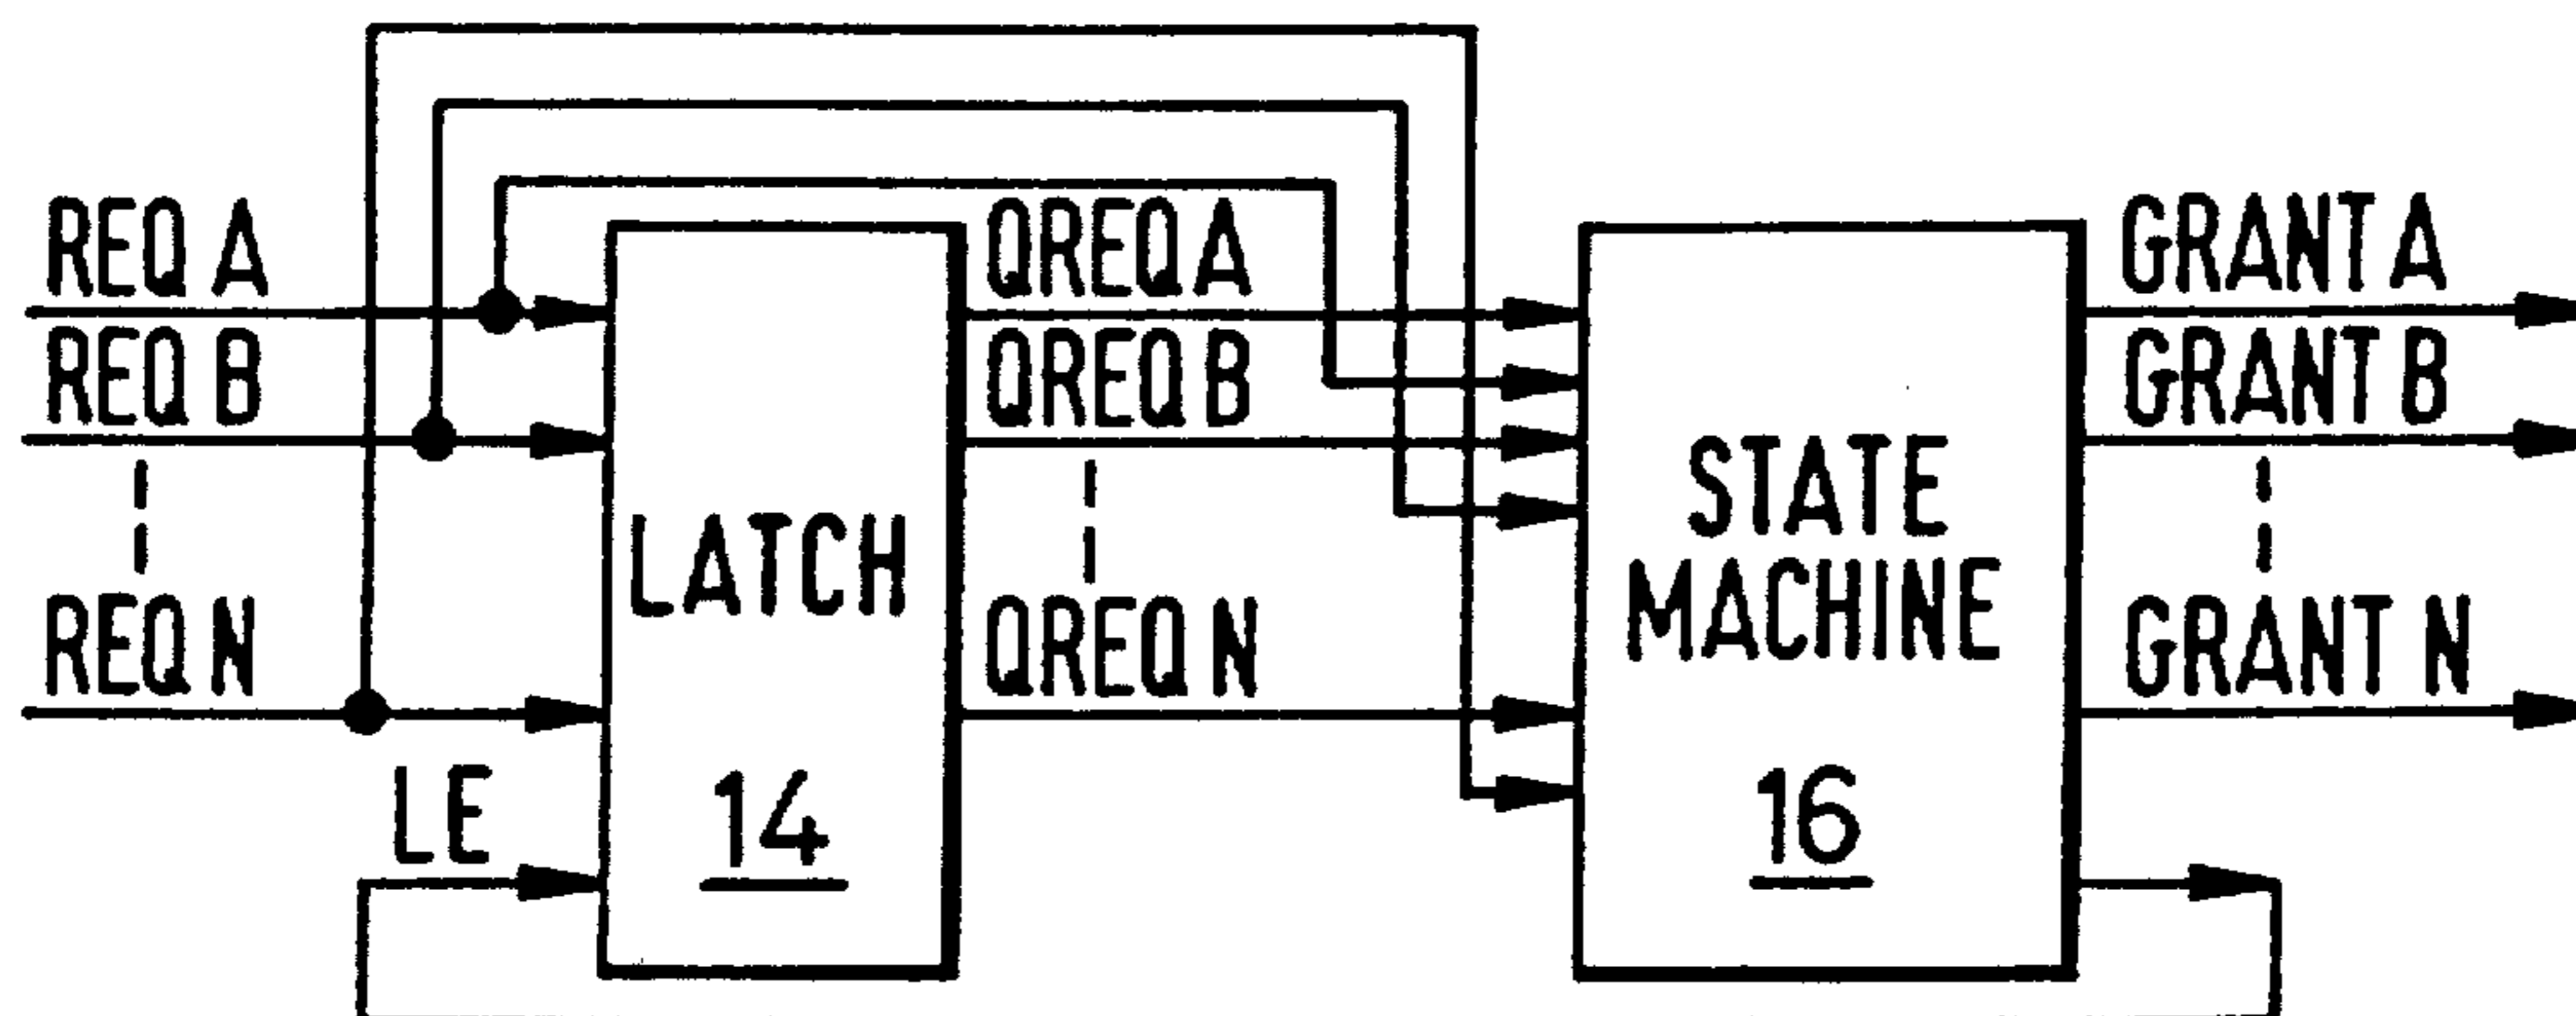 REQ A
REQ B
REQ N
LE
LATCH
14
QREQ A
QREQ B
QREQ N
STATE
MACHINE
16
GRANT A
GRANT B
GRANT N